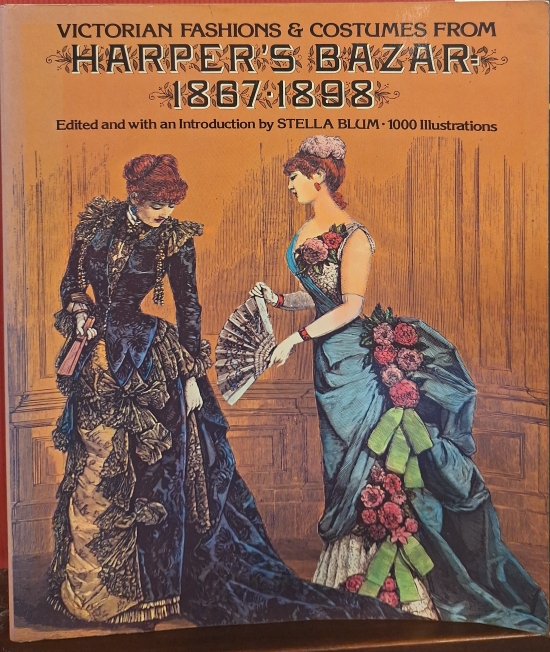 VICTORIAN FASHIONS & COSTUMES FROM
HARPER'S BAZAR:
1867·1898
Edited and with an Introduction by STELLA BLUM · 1000 Illustrations